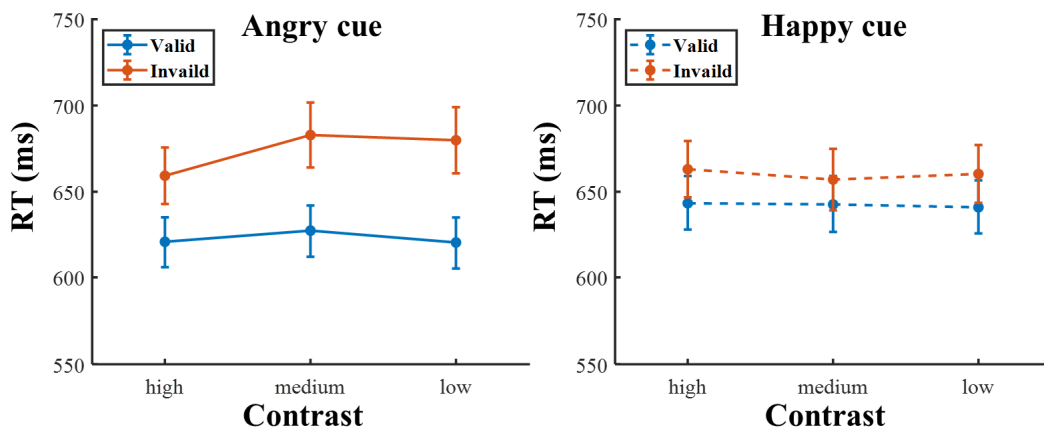 Angry cue
750
700
650
600
550
RT (ms)
Valid
Invaild
high
medium
low
Contrast
Happy cue
750
700
650
600
550
RT (ms)
Valid
Invaild
high
medium
low
Contrast